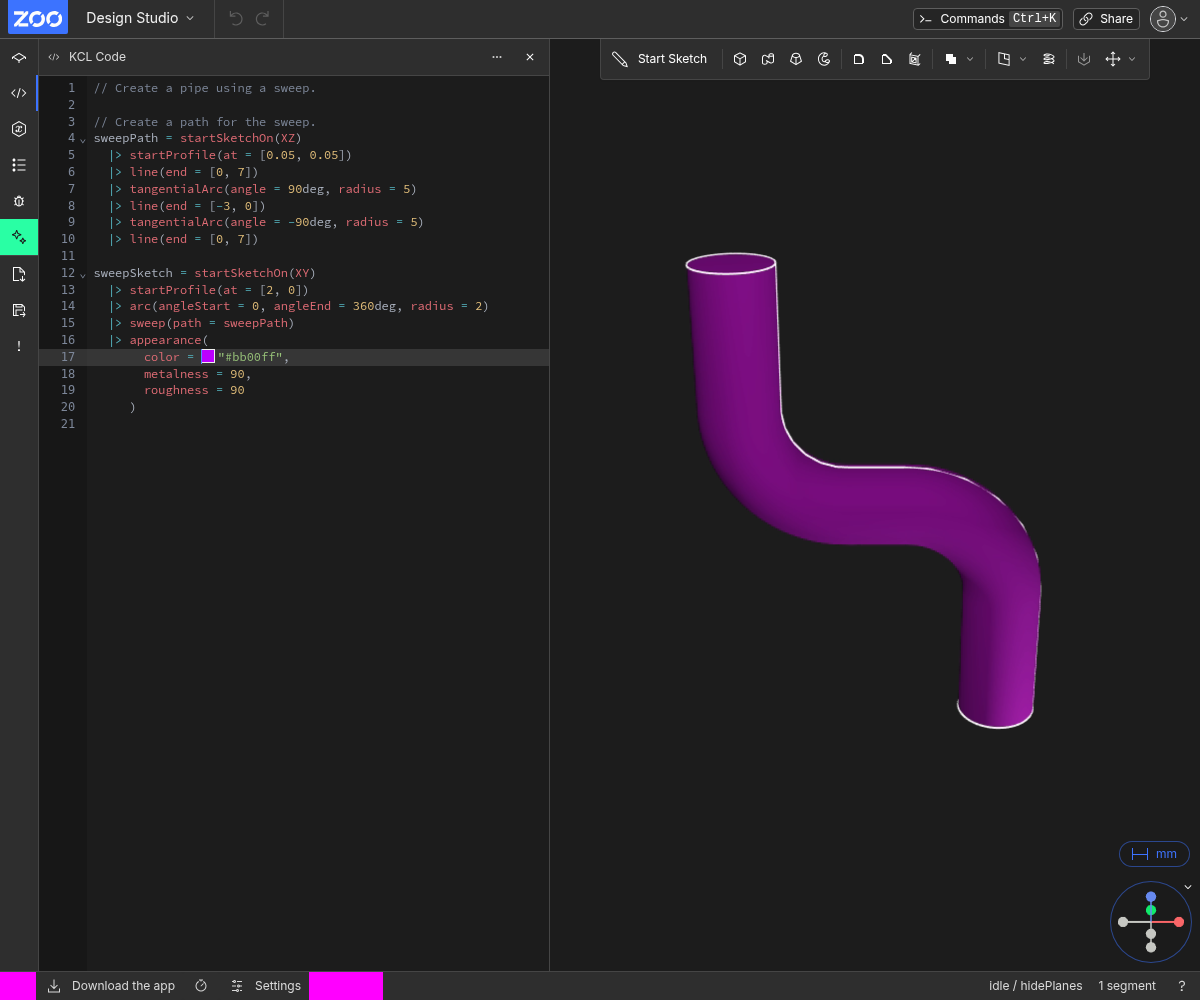 ZOO Design Studio Commands Ctrl+K Share
KCL Code
Start Sketch
1 // Create a pipe using a sweep.
2
3 // Create a path for the sweep.
4 sweepPath = startSketchOn(XZ)
5 |> startProfile(at = [0.05, 0.05])
6 |> line(end = [0, 7])
7 |> tangentialArc(angle = 90deg, radius = 5)
8 |> line(end = [-3, 0])
9 |> tangentialArc(angle = -90deg, radius = 5)
10 |> line(end = [0, 7])
11
12 sweepSketch = startSketchOn(XY)
13 |> startProfile(at = [2, 0])
14 |> arc(angleStart = 0, angleEnd = 360deg, radius = 2)
15 |> sweep(path = sweepPath)
16 |> appearance(
17 color = "#bb00ff",
18 metalness = 90,
19 roughness = 90
20 )
21
mm
Download the app Settings idle / hidePlanes 1 segment ?